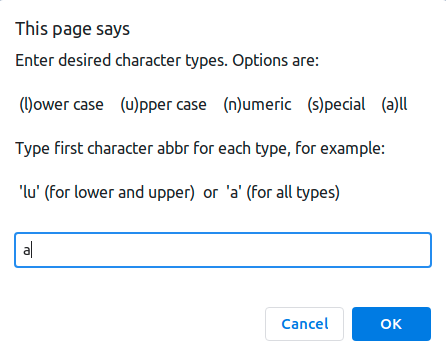 This page says
Enter desired character types. Options are:
(l)ower case (u)pper case (n)umeric (s)pecial (a)ll
Type first character abbr for each type, for example:
'lu' (for lower and upper) or 'a' (for all types)
a
Cancel OK